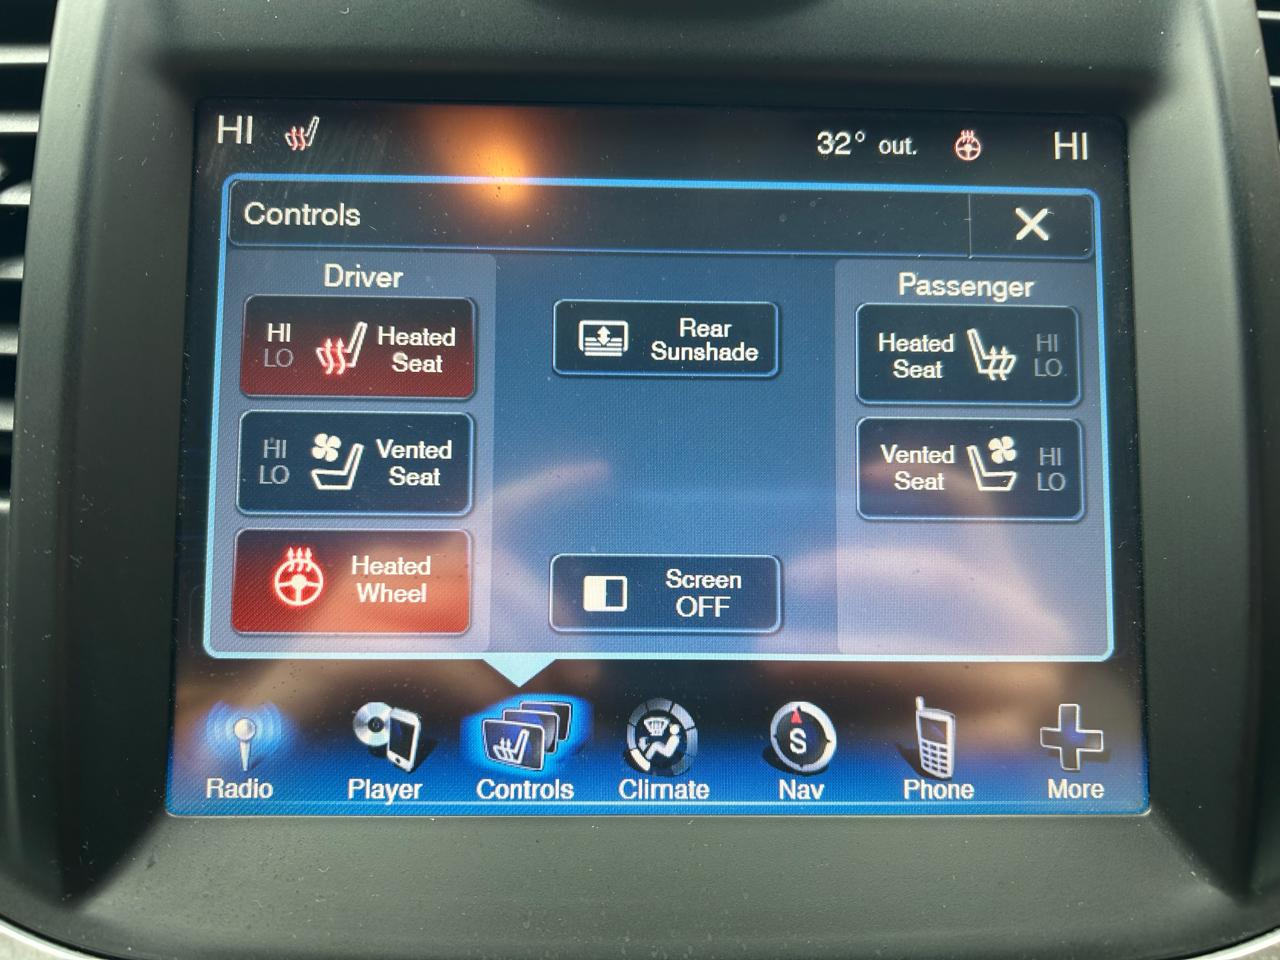 HI
32° out.
HI
Controls
X
Driver
HI
LO
Heated
Seat
HI
LO
Vented
Seat
Heated
Wheel
Rear
Sunshade
Screen
OFF
Passenger
Heated
Seat
HI
LO
Vented
Seat
HI
LO
Radio
Player
Controls
Climate
S
Nav
Phone
More